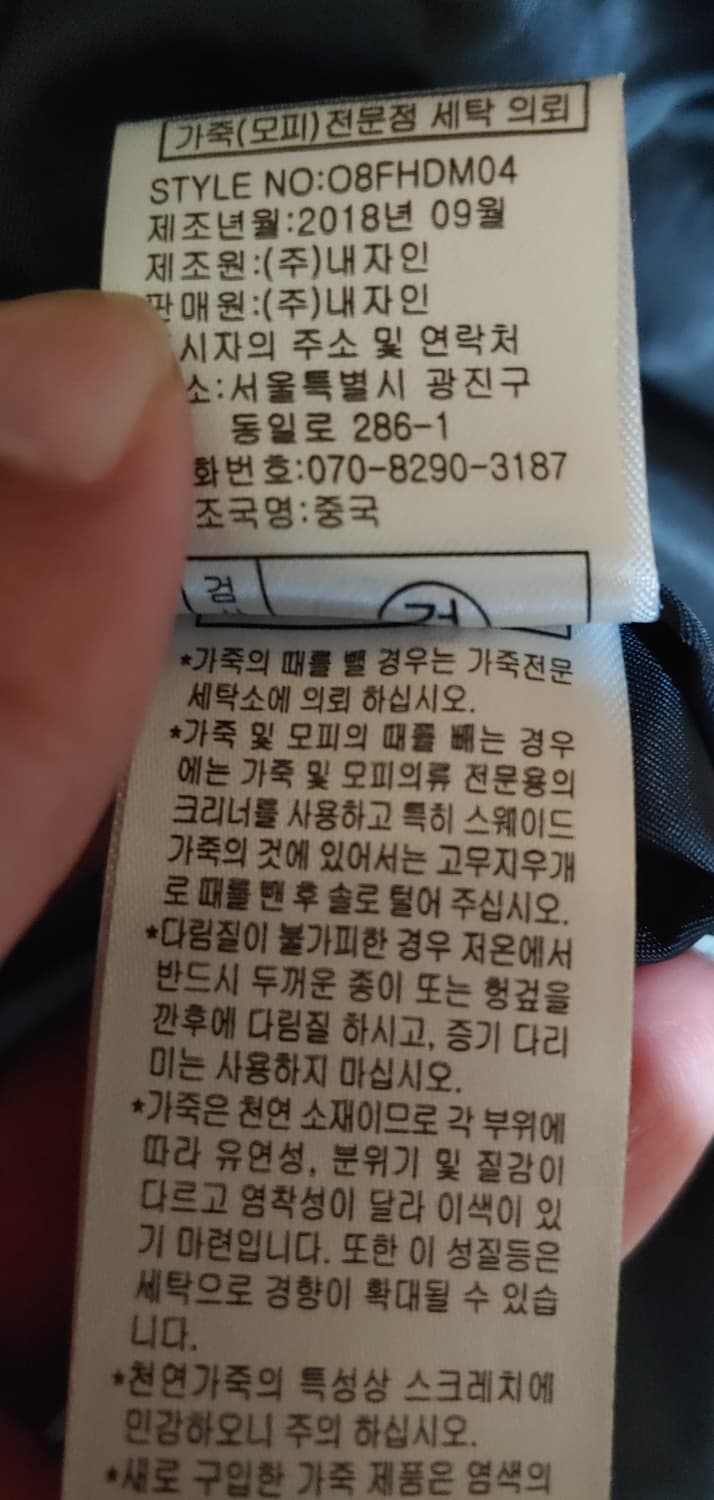 가죽(모피)전문점 세탁 의뢰
STYLE NO:O8FHDM04
제조년월:2018년 09월
제조원:(주)내자인
판매원:(주)내자인
시자의 주소 및 연락처
소:서울특별시 광진구
동일로 286-1
화번호:070-8290-3187
조국명:중국
검
*가죽의 때를 뺄 경우는 가죽전문
세탁소에 의뢰 하십시오.
*가죽 및 모피의 때를 빼는 경우
에는 가죽 및 모피의류 전문용의
크리너를 사용하고 특히 스웨이드
가죽의 것에 있어서는 고무지우개
로 때를 뺀 후 솔로 털어 주십시오.
*다림질이 불가피한 경우 저온에서
반드시 두꺼운 종이 또는 헝겊을
깐후에 다림질 하시고, 증기 다리
미는 사용하지 마십시오.
*가죽은 천연 소재이므로 각 부위에
따라 유연성, 분위기 및 질감이
다르고 염착성이 달라 이색이 있
기 마련입니다. 또한 이 성질등은
세탁으로 경향이 확대될 수 있습
니다.
*천연가죽의 특성상 스크레치에
민감하오니 주의 하십시오.
*새로 구입한 가죽 제품은 염색의